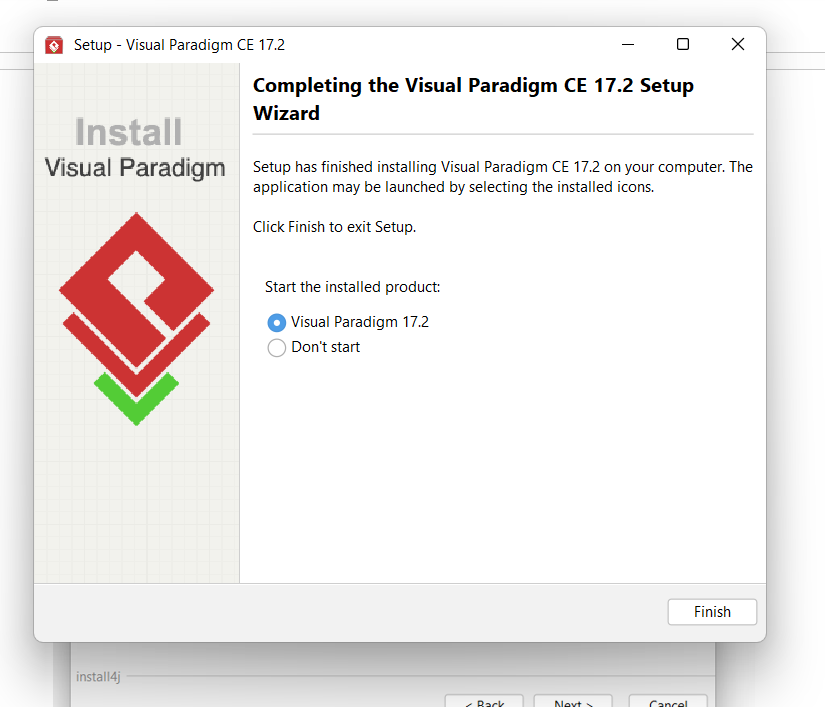 Setup - Visual Paradigm CE 17.2
Install
Visual Paradigm
Completing the Visual Paradigm CE 17.2 Setup
Wizard
Setup has finished installing Visual Paradigm CE 17.2 on your computer. The
application may be launched by selecting the installed icons.
Click Finish to exit Setup.
Start the installed product:
Visual Paradigm 17.2
Don't start
Finish
install4j
< Back Next > Cancel